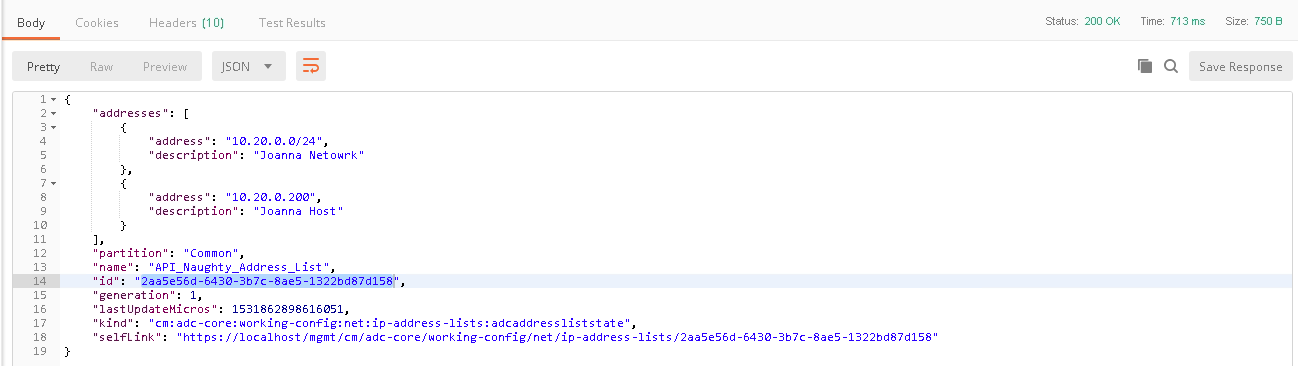 Body Cookies Headers (10) Test Results Status: 200 OK Time: 713 ms Size: 750 B
Pretty Raw Preview JSON Save Response
1 {
2 "addresses": [
3 {
4 "address": "10.20.0.0/24",
5 "description": "Joanna Netowrk"
6 },
7 {
8 "address": "10.20.0.200",
9 "description": "Joanna Host"
10 }
11 ],
12 "partition": "Common",
13 "name": "API_Naughty_Address_List",
14 "id": "2aa5e56d-6430-3b7c-8ae5-1322bd87d158",
15 "generation": 1,
16 "lastUpdateMicros": 1531862898616051,
17 "kind": "cm:adc-core:working-config:net:ip-address-lists:adcaddressliststate",
18 "selfLink": "https://localhost/mgmt/cm/adc-core/working-config/net/ip-address-lists/2aa5e56d-6430-3b7c-8ae5-1322bd87d158"
19 }